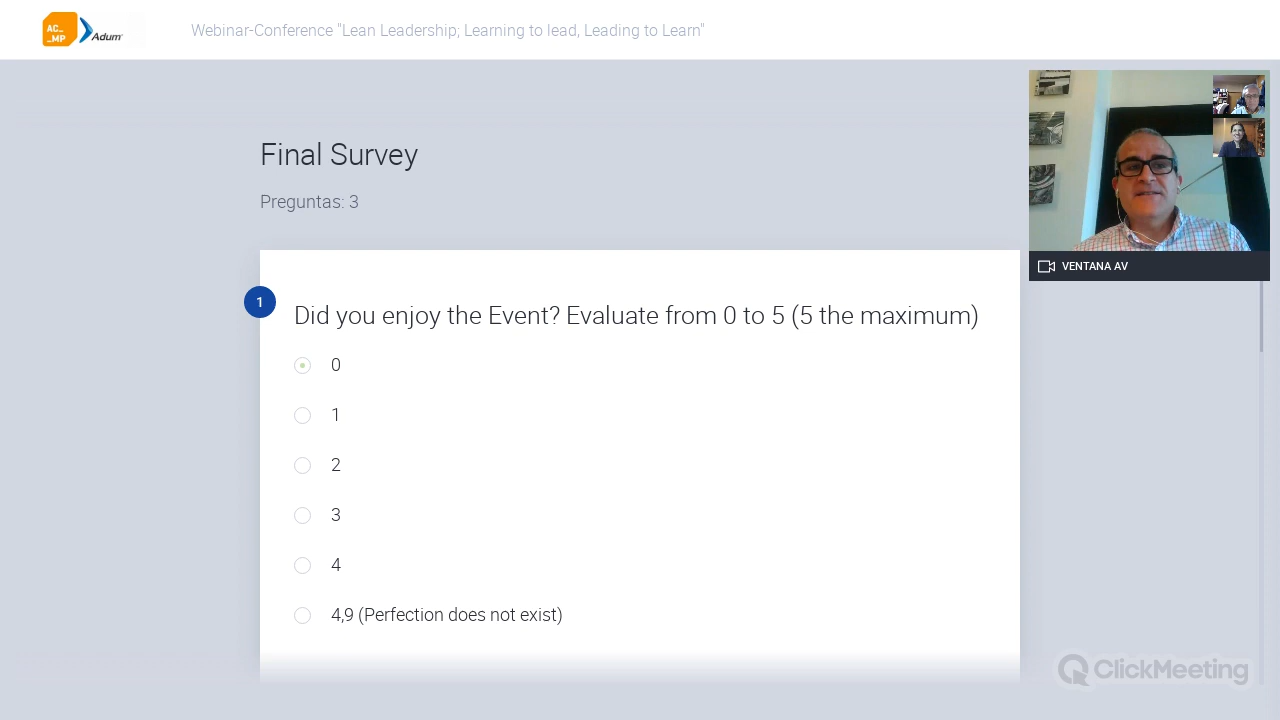 AC_
_MP
Adum
Webinar-Conference "Lean Leadership; Learning to lead, Leading to Learn"
Final Survey
Preguntas: 3
VENTANA AV
1
Did you enjoy the Event? Evaluate from 0 to 5 (5 the maximum)
0
1
2
3
4
4,9 (Perfection does not exist)
ClickMeeting